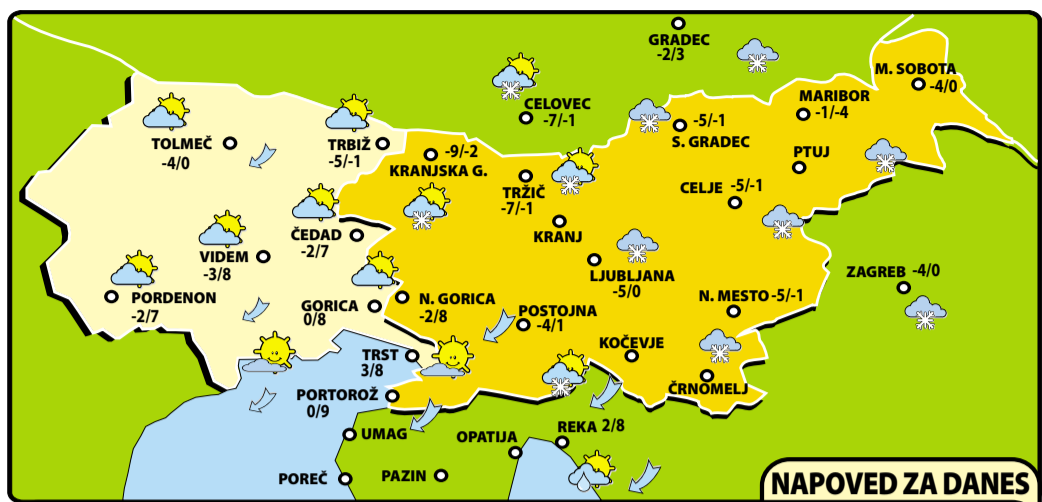 GRADEC
-2/3
M. SOBOTA
-4/0
CELOVEC
-7/-1
MARIBOR
-1/-4
-5/-1
S. GRADEC
TOLMEČ
-4/0
TRBIŽ
-5/-1
-9/-2
KRANJSKA G.
PTUJ
TRŽIČ
-7/-1
CELJE -5/-1
ČEDAD
-2/7
KRANJ
VIDEM
-3/8
LJUBLJANA
-5/0
ZAGREB -4/0
PORDENON
-2/7
GORICA
0/8
N. GORICA
-2/8
POSTOJNA
-4/1
N. MESTO -5/-1
KOČEVJE
TRST
3/8
ČRNOMELJ
PORTOROŽ
0/9
UMAG
OPATIJA
REKA 2/8
POREČ
PAZIN
NAPOVED ZA DANES